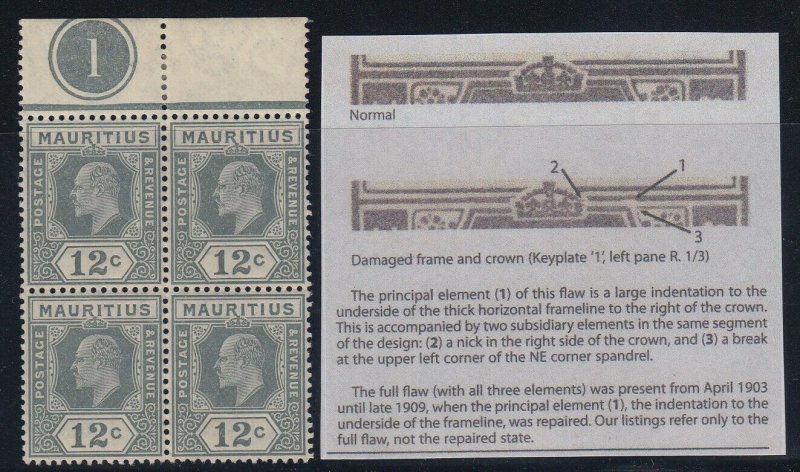 1
MAURITIUS
POSTAGE
& REVENUE
12c
MAURITIUS
POSTAGE
& REVENUE
12c
MAURITIUS
POSTAGE
& REVENUE
12c
MAURITIUS
POSTAGE
& REVENUE
12c
Normal
2
1
3
Damaged frame and crown (Keyplate '1', left pane R. 1/3)
The principal element (1) of this flaw is a large indentation to the
underside of the thick horizontal frameline to the right of the crown.
This is accompanied by two subsidiary elements in the same segment
of the design: (2) a nick in the right side of the crown, and (3) a break
at the upper left corner of the NE corner spandrel.
The full flaw (with all three elements) was present from April 1903
until late 1909, when the principal element (1), the indentation to the
underside of the frameline, was repaired. Our listings refer only to the
full flaw, not the repaired state.